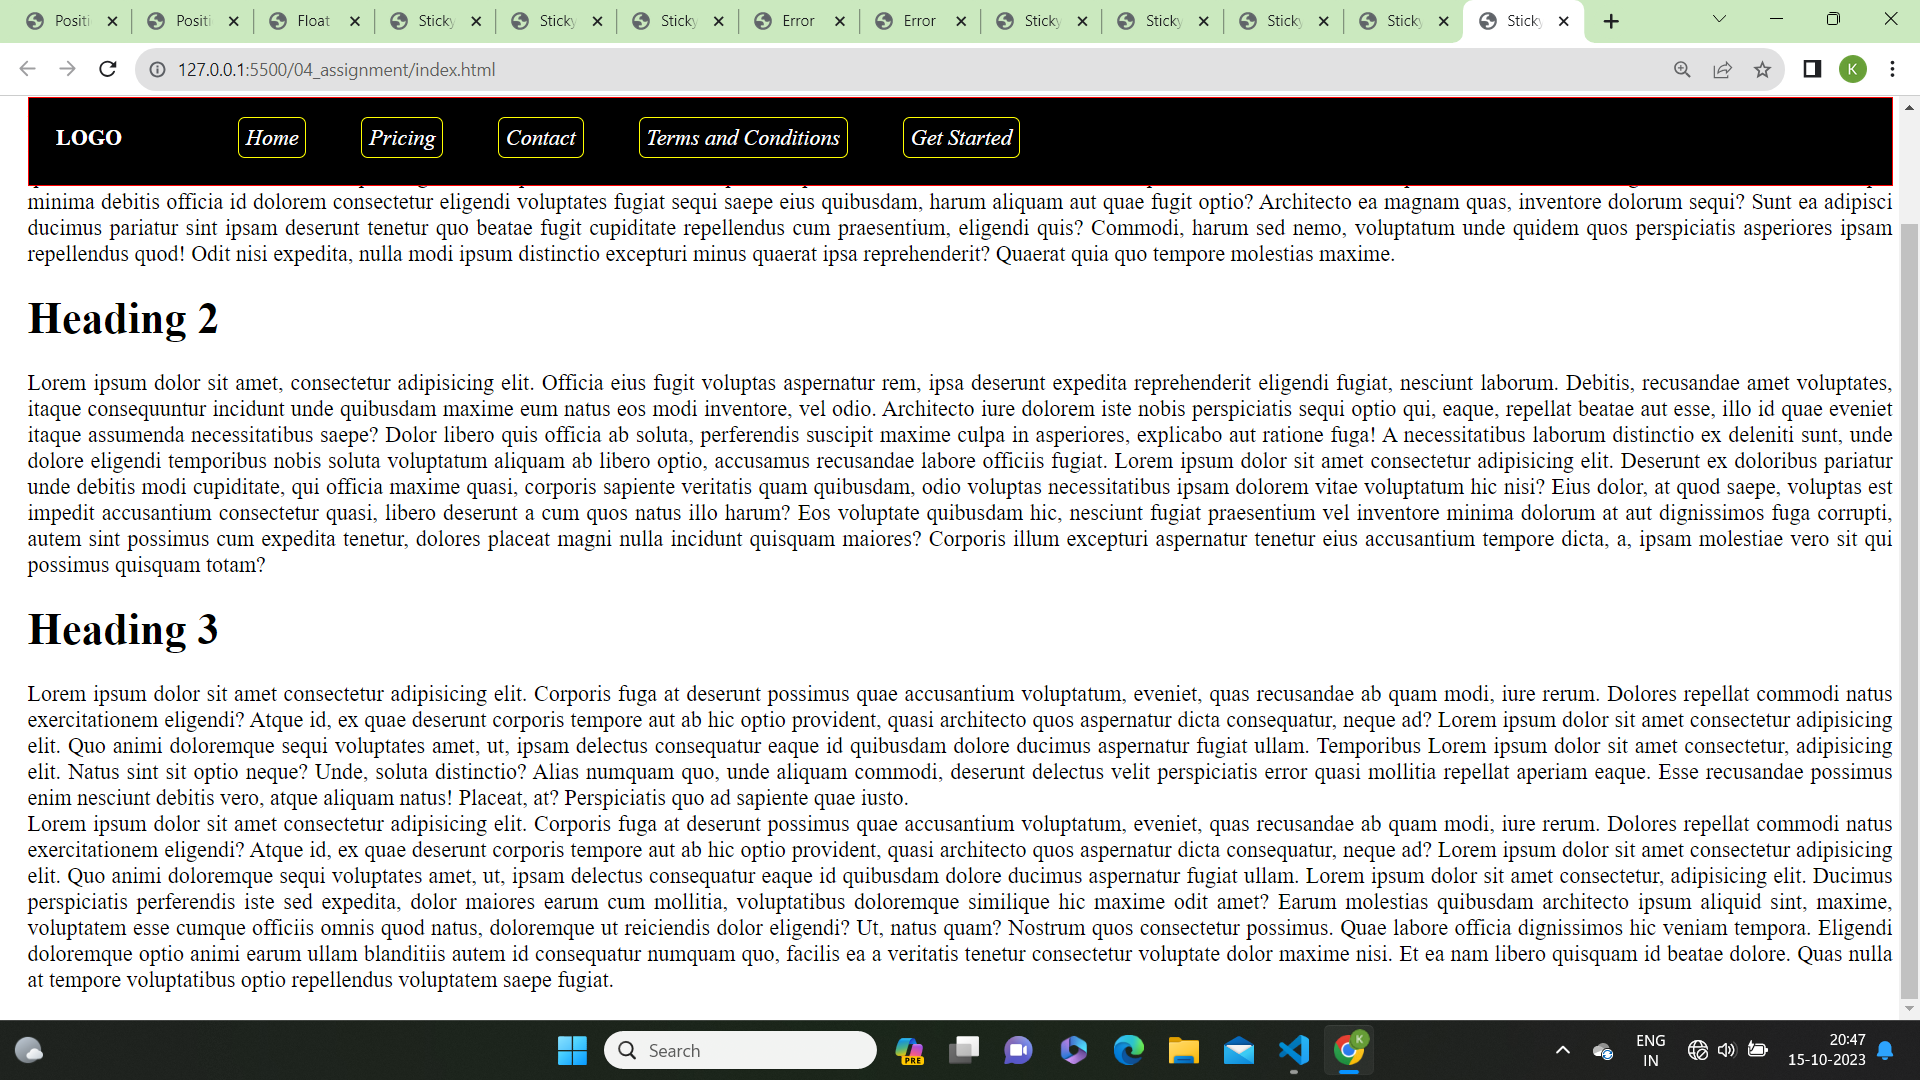 Positi
Positi
Float
Sticky
Sticky
Sticky
Error
Error
Sticky
Sticky
Sticky
Sticky
Sticky
127.0.0.1:5500/04_assignment/index.html
K
LOGO Home Pricing Contact Terms and Conditions Get Started
minima debitis officia id dolorem consectetur eligendi voluptates fugiat sequi saepe eius quibusdam, harum aliquam aut quae fugit optio? Architecto ea magnam quas, inventore dolorum sequi? Sunt ea adipisci
ducimus pariatur sint ipsam deserunt tenetur quo beatae fugit cupiditate repellendus cum praesentium, eligendi quis? Commodi, harum sed nemo, voluptatum unde quidem quos perspiciatis asperiores ipsam
repellendus quod! Odit nisi expedita, nulla modi ipsum distinctio excepturi minus quaerat ipsa reprehenderit? Quaerat quia quo tempore molestias maxime.
Heading 2
Lorem ipsum dolor sit amet, consectetur adipisicing elit. Officia eius fugit voluptas aspernatur rem, ipsa deserunt expedita reprehenderit eligendi fugiat, nesciunt laborum. Debitis, recusandae amet voluptates,
itaque consequuntur incidunt unde quibusdam maxime eum natus eos modi inventore, vel odio. Architecto iure dolorem iste nobis perspiciatis sequi optio qui, eaque, repellat beatae aut esse, illo id quae eveniet
itaque assumenda necessitatibus saepe? Dolor libero quis officia ab soluta, perferendis suscipit maxime culpa in asperiores, explicabo aut ratione fuga! A necessitatibus laborum distinctio ex deleniti sunt, unde
dolore eligendi temporibus nobis soluta voluptatum aliquam ab libero optio, accusamus recusandae labore officiis fugiat. Lorem ipsum dolor sit amet consectetur adipisicing elit. Deserunt ex doloribus pariatur
unde debitis modi cupiditate, qui officia maxime quasi, corporis sapiente veritatis quam quibusdam, odio voluptas necessitatibus ipsam dolorem vitae voluptatum hic nisi? Eius dolor, at quod saepe, voluptas est
impedit accusantium consectetur quasi, libero deserunt a cum quos natus illo harum? Eos voluptate quibusdam hic, nesciunt fugiat praesentium vel inventore minima dolorum at aut dignissimos fuga corrupti,
autem sint possimus cum expedita tenetur, dolores placeat magni nulla incidunt quisquam maiores? Corporis illum excepturi aspernatur tenetur eius accusantium tempore dicta, a, ipsam molestiae vero sit qui
possimus quisquam totam?
Heading 3
Lorem ipsum dolor sit amet consectetur adipisicing elit. Corporis fuga at deserunt possimus quae accusantium voluptatum, eveniet, quas recusandae ab quam modi, iure rerum. Dolores repellat commodi natus
exercitationem eligendi? Atque id, ex quae deserunt corporis tempore aut ab hic optio provident, quasi architecto quos aspernatur dicta consequatur, neque ad? Lorem ipsum dolor sit amet consectetur adipisicing
elit. Quo animi doloremque sequi voluptates amet, ut, ipsam delectus consequatur eaque id quibusdam dolore ducimus aspernatur fugiat ullam. Temporibus Lorem ipsum dolor sit amet consectetur, adipisicing
elit. Natus sint sit optio neque? Unde, soluta distinctio? Alias numquam quo, unde aliquam commodi, deserunt delectus velit perspiciatis error quasi mollitia repellat aperiam eaque. Esse recusandae possimus
enim nesciunt debitis vero, atque aliquam natus! Placeat, at? Perspiciatis quo ad sapiente quae iusto.
Lorem ipsum dolor sit amet consectetur adipisicing elit. Corporis fuga at deserunt possimus quae accusantium voluptatum, eveniet, quas recusandae ab quam modi, iure rerum. Dolores repellat commodi natus
exercitationem eligendi? Atque id, ex quae deserunt corporis tempore aut ab hic optio provident, quasi architecto quos aspernatur dicta consequatur, neque ad? Lorem ipsum dolor sit amet consectetur adipisicing
elit. Quo animi doloremque sequi voluptates amet, ut, ipsam delectus consequatur eaque id quibusdam dolore ducimus aspernatur fugiat ullam. Lorem ipsum dolor sit amet consectetur, adipisicing elit. Ducimus
perspiciatis perferendis iste sed expedita, dolor maiores earum cum mollitia, voluptatibus doloremque similique hic maxime odit amet? Earum molestias quibusdam architecto ipsum aliquid sint, maxime,
voluptatem esse cumque officiis omnis quod natus, doloremque ut reiciendis dolor eligendi? Ut, natus quam? Nostrum quos consectetur possimus. Quae labore officia dignissimos hic veniam tempora. Eligendi
doloremque optio animi earum ullam blanditiis autem id consequatur numquam quo, facilis ea a veritatis tenetur consectetur voluptate dolor maxime nisi. Et ea nam libero quisquam id beatae dolore. Quas nulla
at tempore voluptatibus optio repellendus voluptatem saepe fugiat.
Search
PRE
K
ENG
IN
20:47
15-10-2023